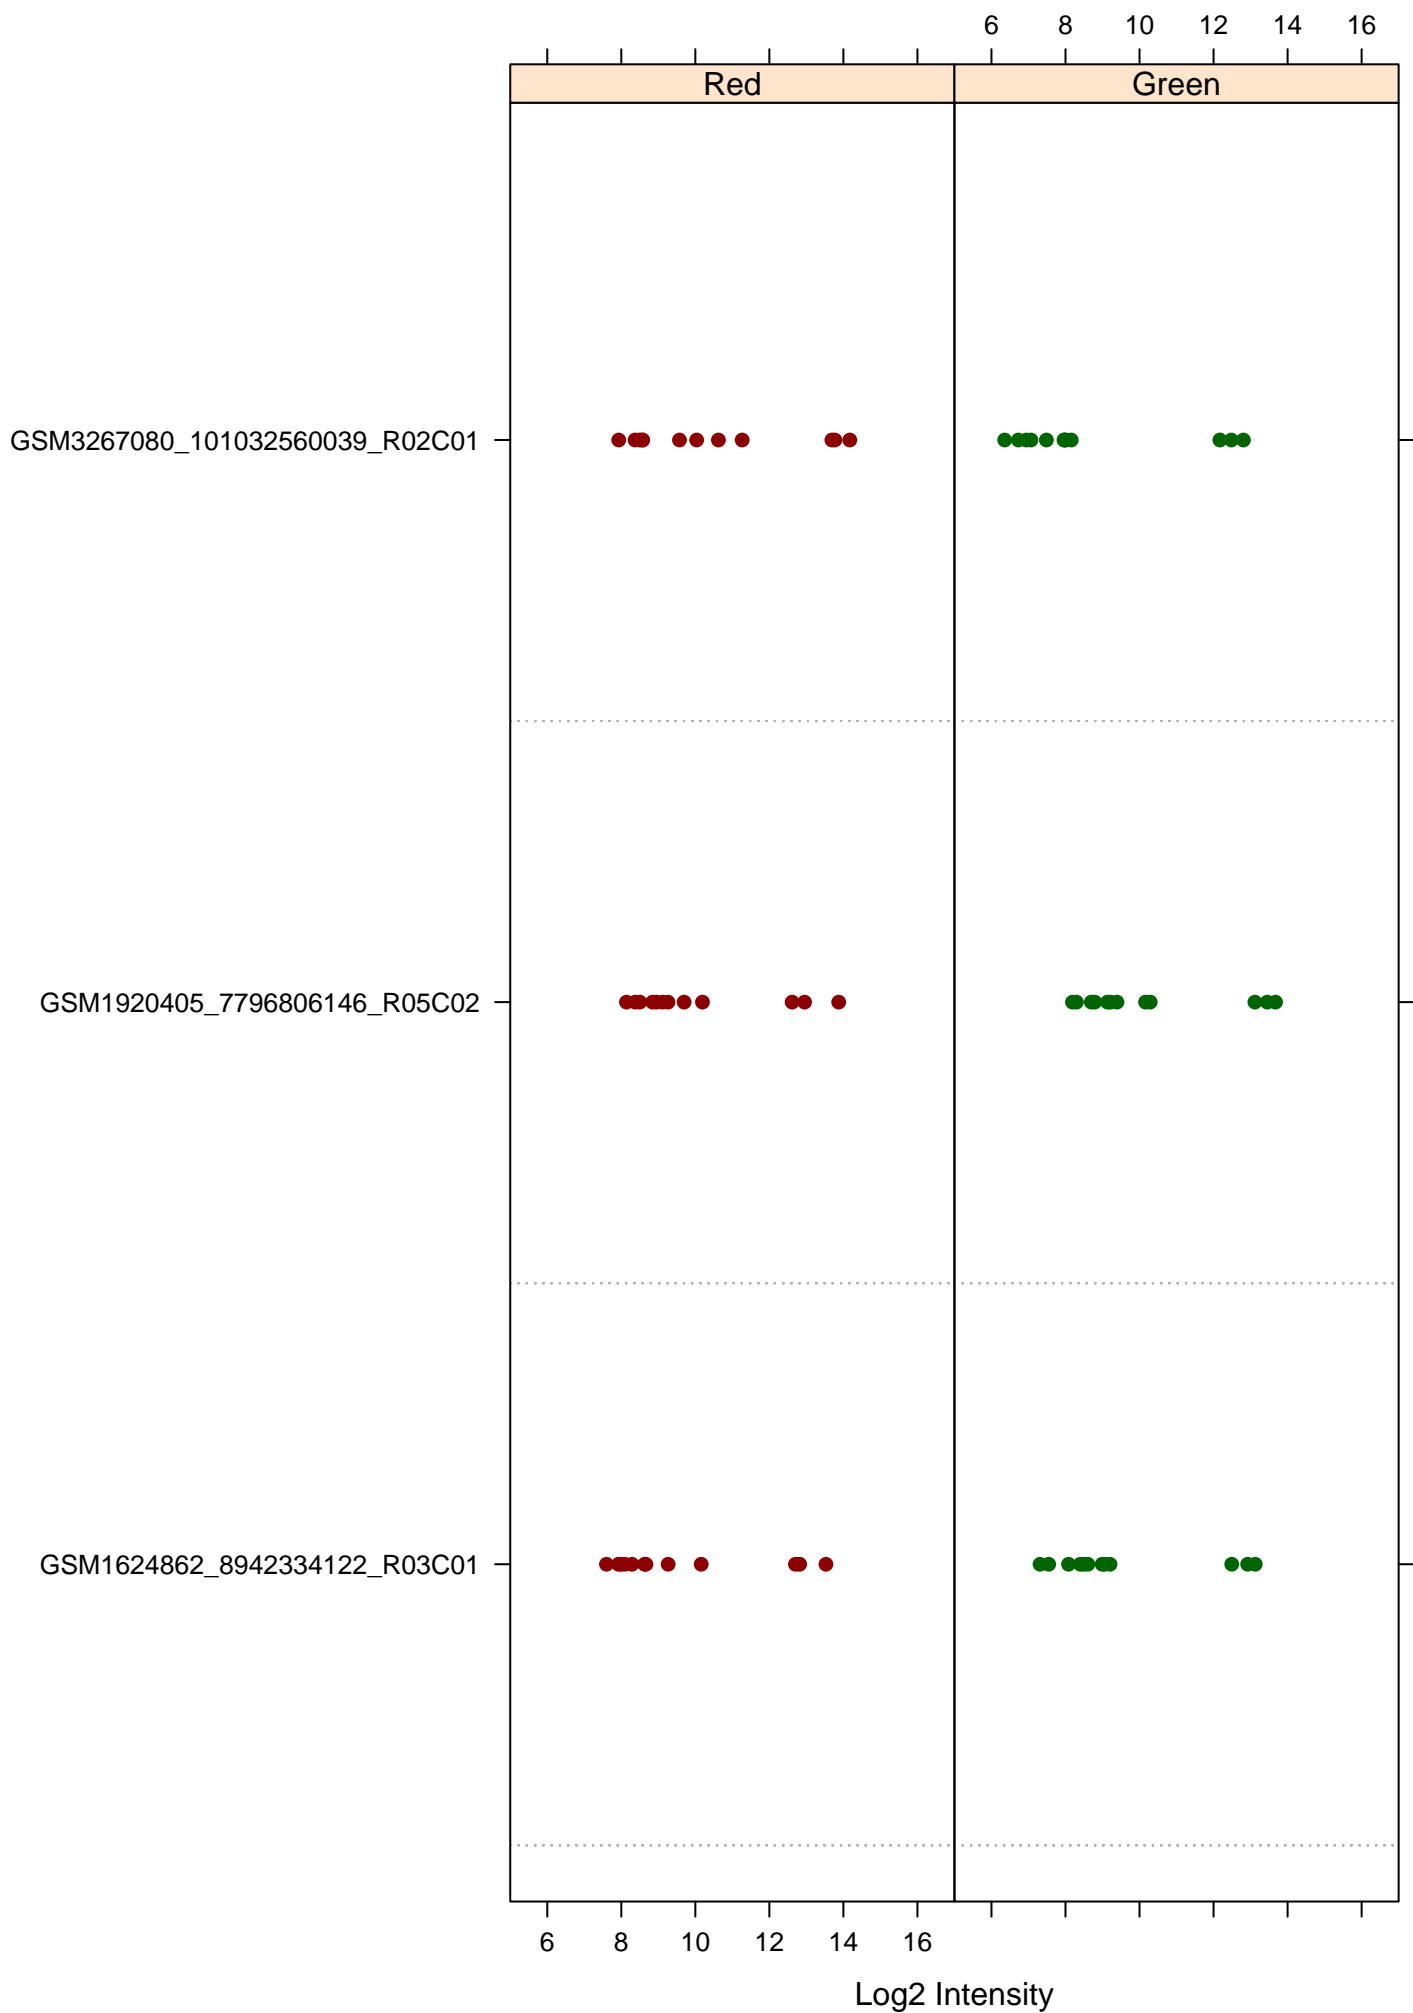 6 8 10 12 14 16
Red Green
GSM3267080_101032560039_R02C01
GSM1920405_7796806146_R05C02
GSM1624862_8942334122_R03C01
6 8 10 12 14 16
Log2 Intensity